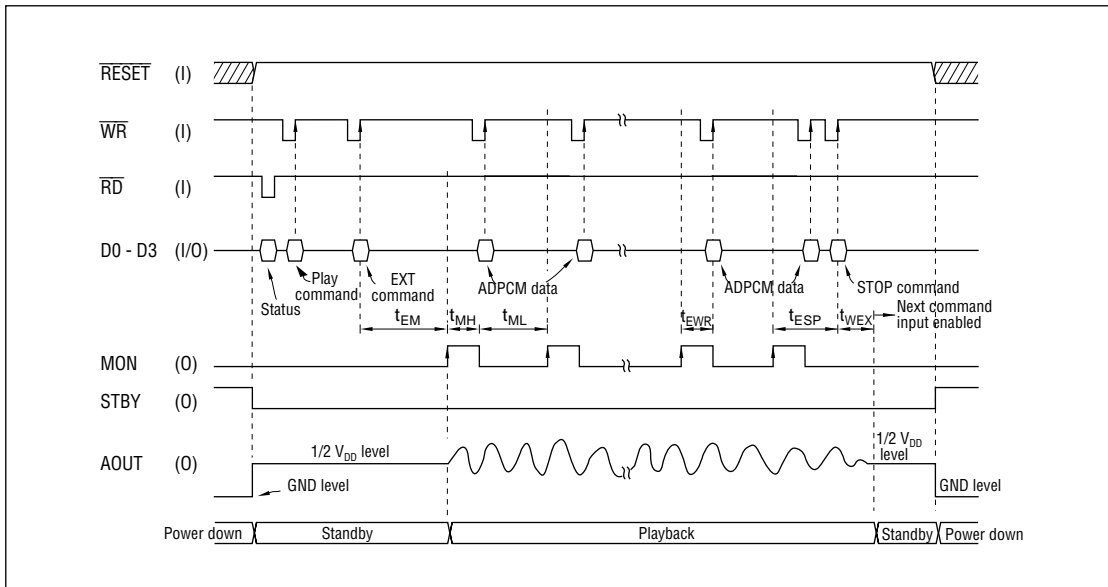 RESET (I)
WR (I)
RD (I)
D0 - D3 (I/O)
Status
Play command
EXT command
ADPCM data
ADPCM data
STOP command
Next command input enabled
tEM
tMH
tML
tEWR
tESP
tWEX
MON (O)
STBY (O)
AOUT (O)
1/2 VDD level
GND level
1/2 VDD level
GND level
Power down
Standby
Playback
Standby
Power down